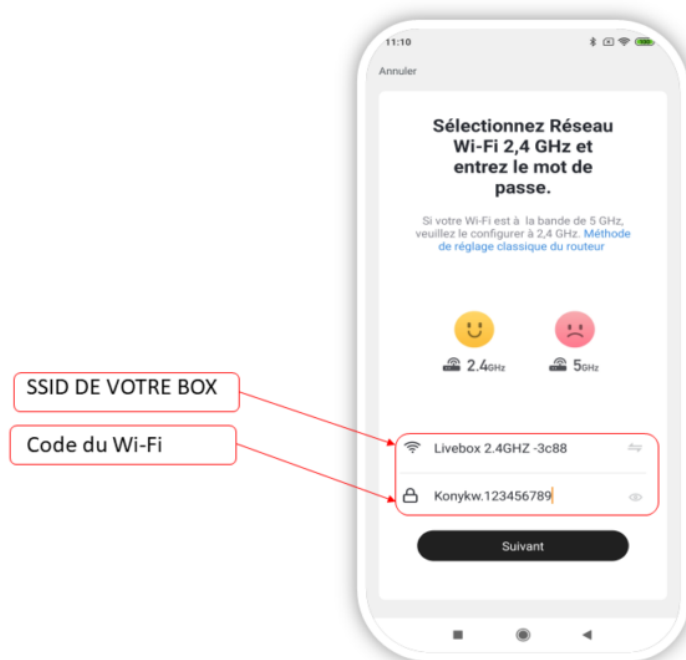 11:10
100
Annuler
Sélectionnez Réseau
Wi-Fi 2,4 GHz et
entrez le mot de
passe.
Si votre Wi-Fi est à la bande de 5 GHz,
veuillez le configurer à 2,4 GHz. Méthode
de réglage classique du routeur
2.4GHz
5GHz
SSID DE VOTRE BOX
Code du Wi-Fi
Livebox 2.4GHZ -3c88
Konykw.123456789
Suivant